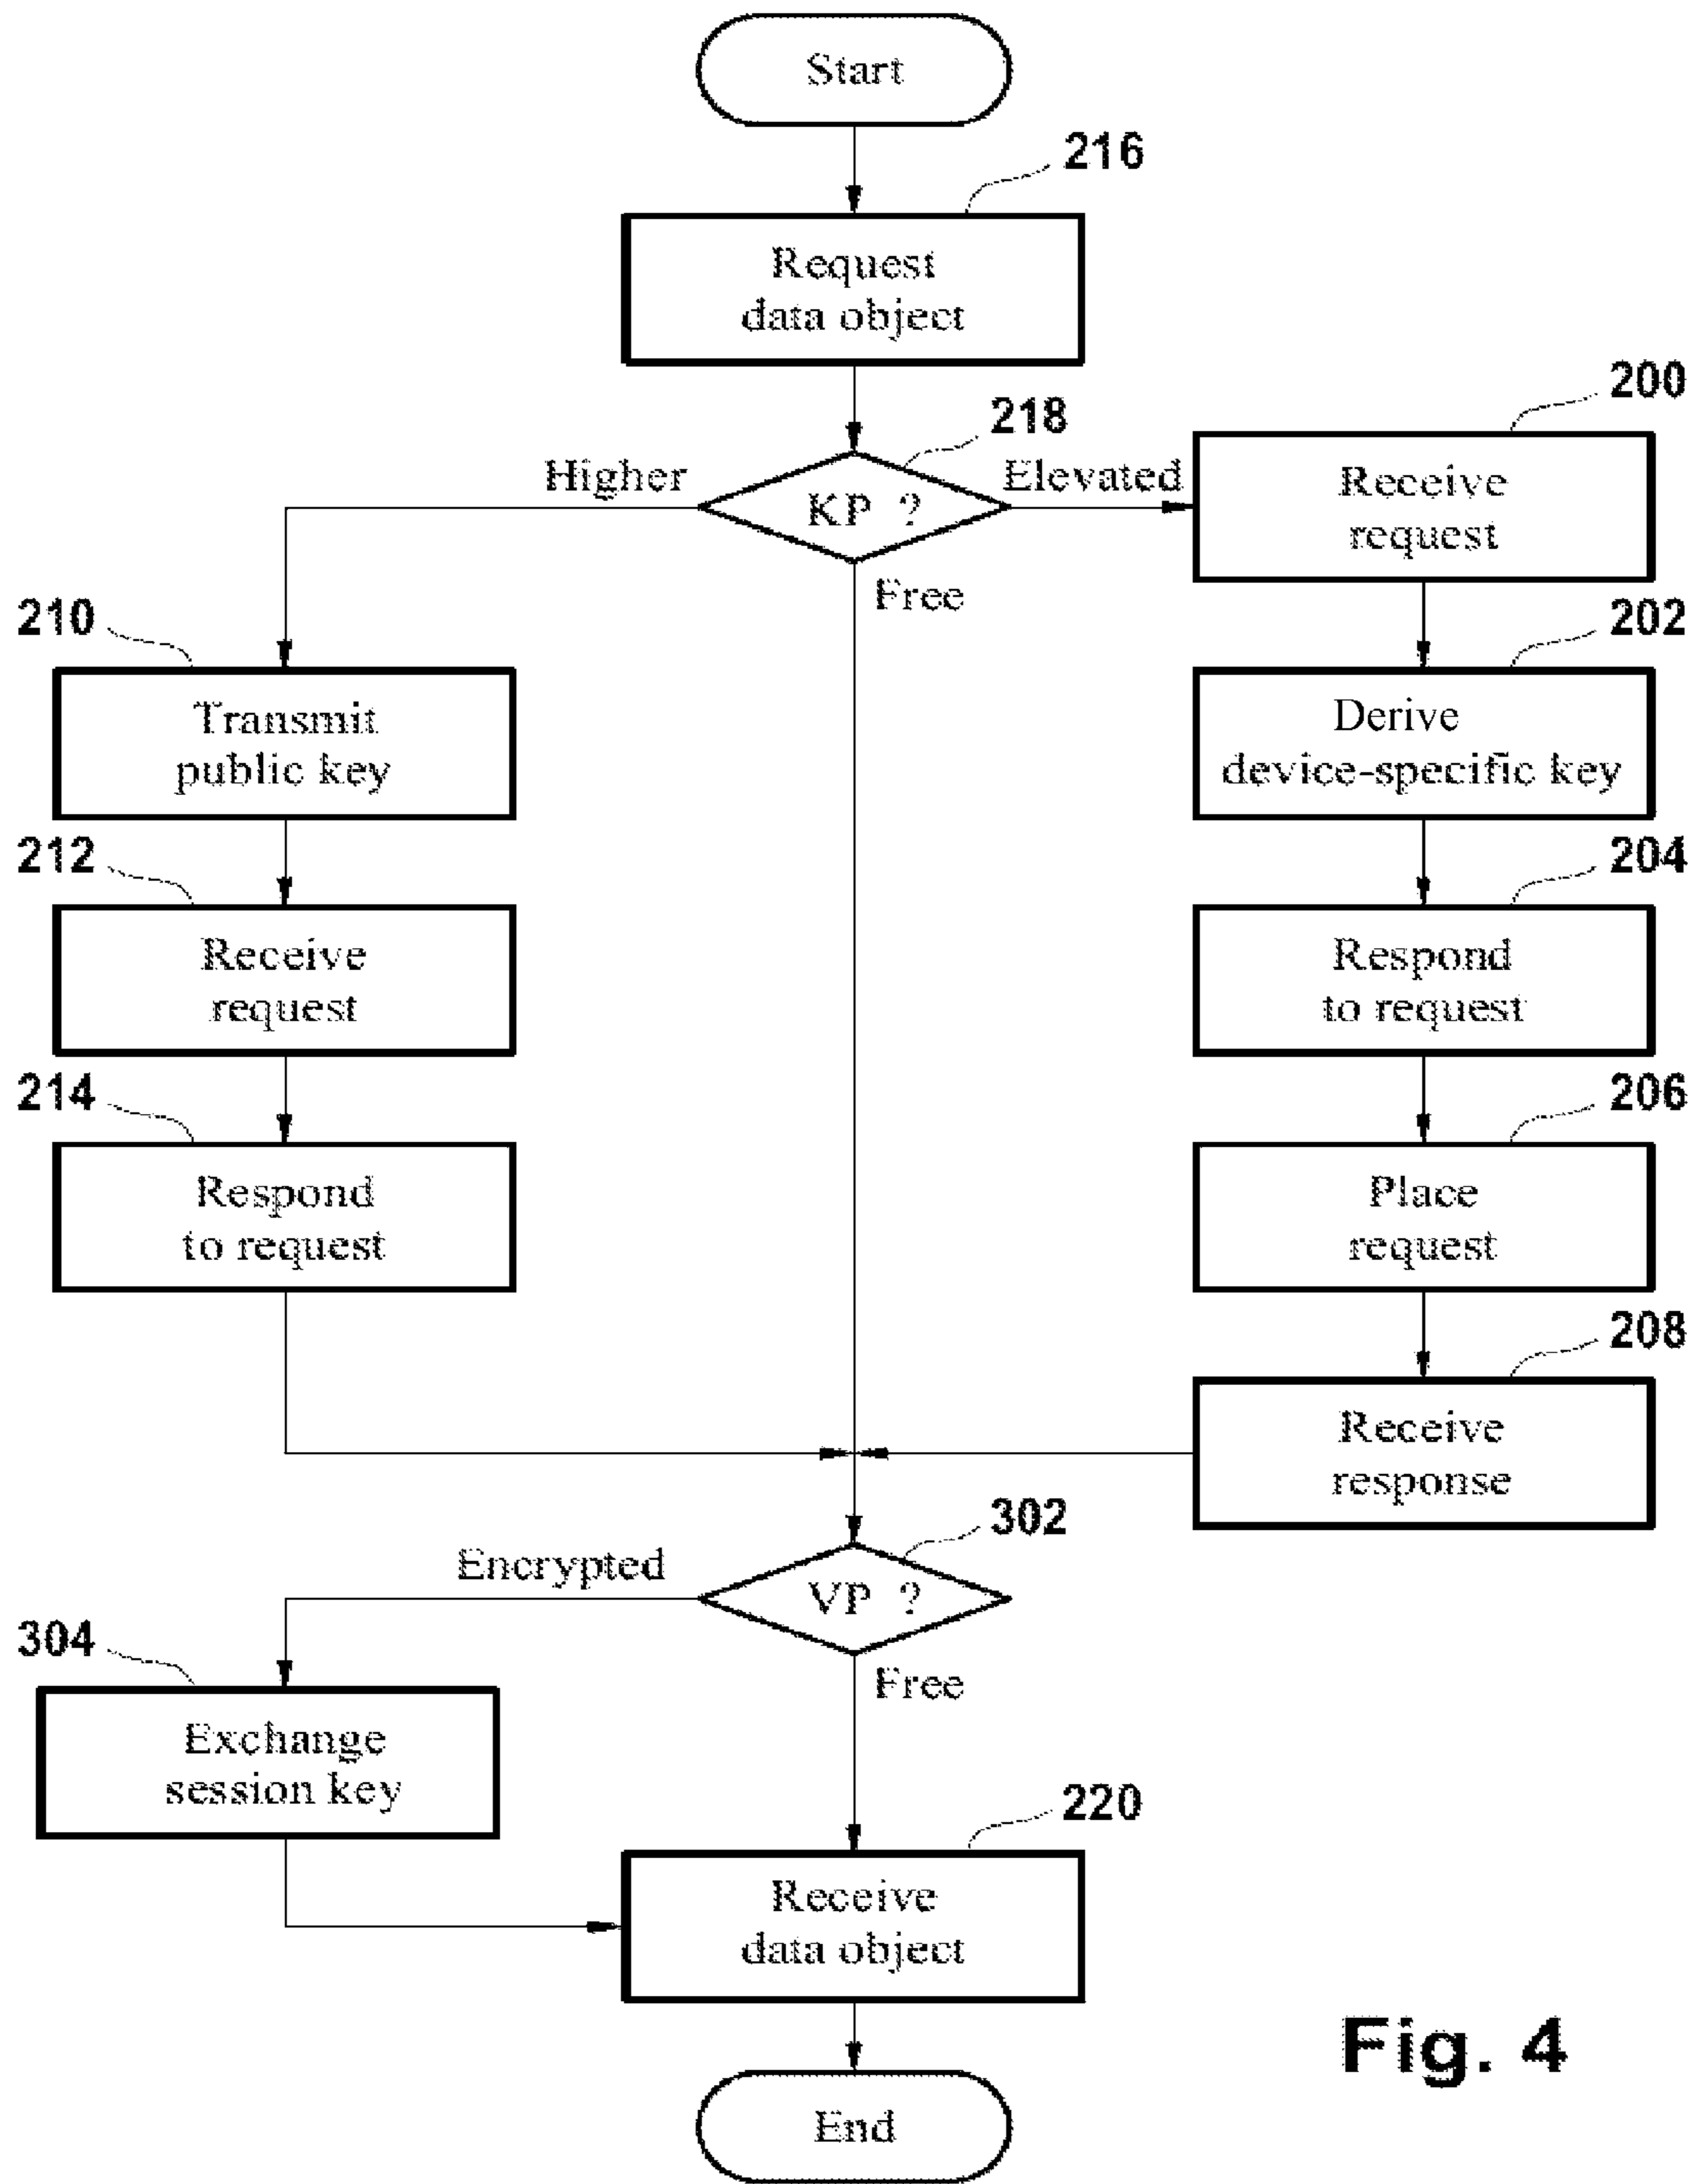 Start
216
Request
data object
218
Higher
KP ?
Elevated
Free
200
Receive
request
202
Derive
device-specific key
204
Respond
to request
206
Place
request
208
Receive
response
210
Transmit
public key
212
Receive
request
214
Respond
to request
302
Encrypted
VP ?
Free
304
Exchange
session key
220
Receive
data object
End
Fig. 4